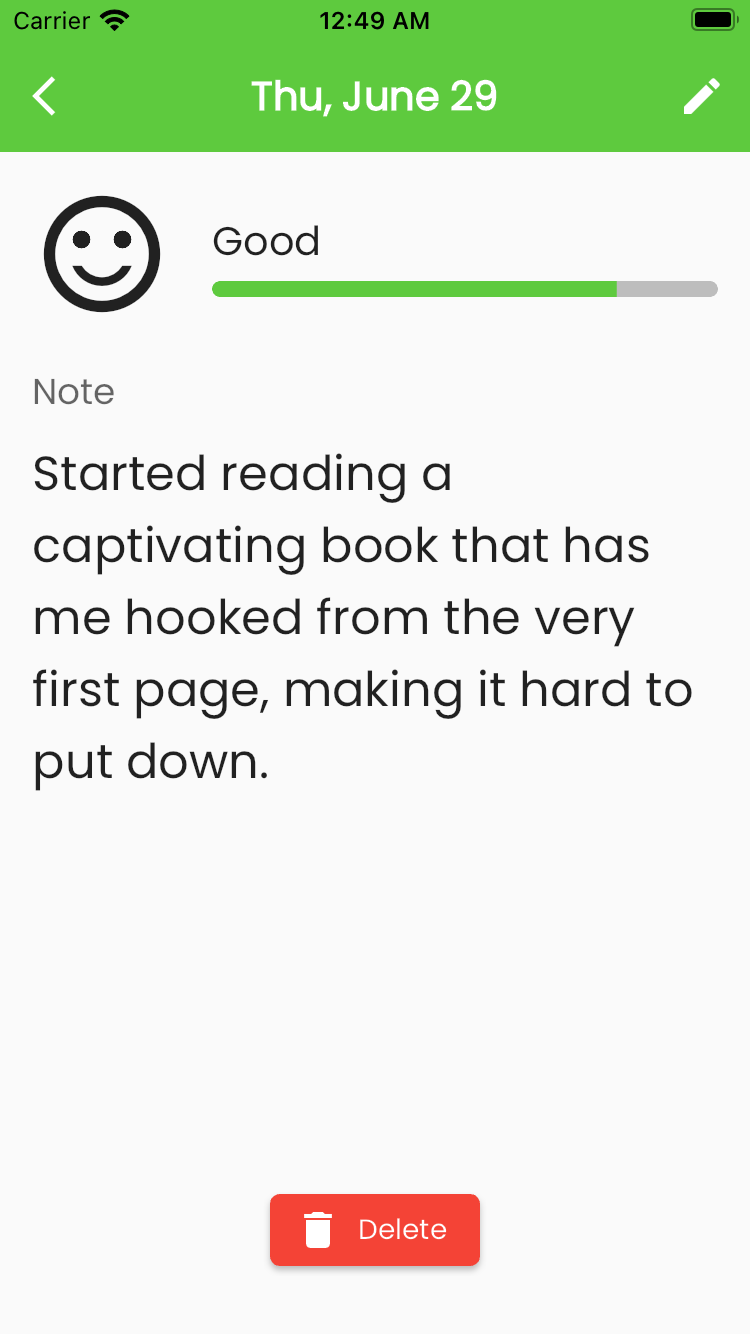 Carrier 12:49 AM
Thu, June 29
Good
Note
Started reading a
captivating book that has
me hooked from the very
first page, making it hard to
put down.
Delete